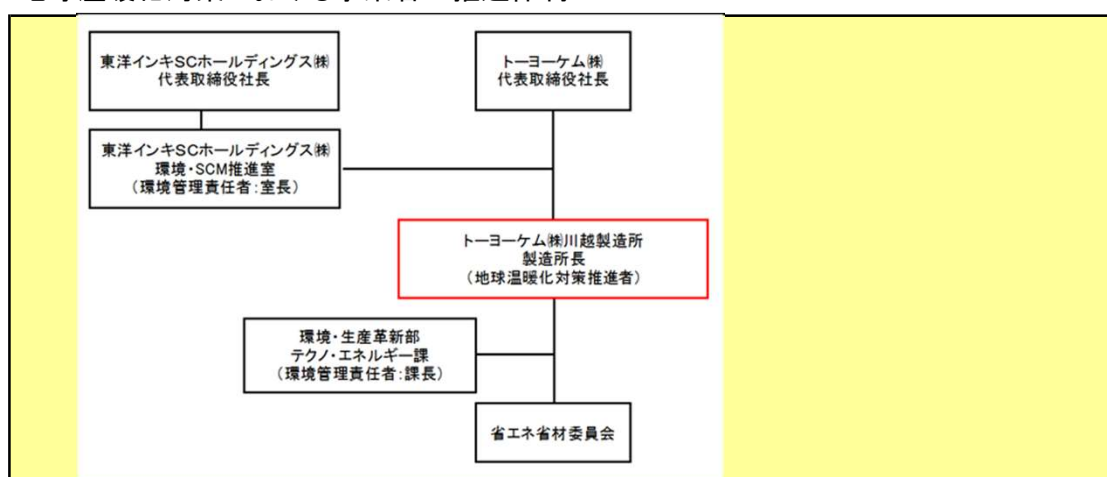 東洋インキSCホールディングス㈱
代表取締役社長
トーヨーケム㈱
代表取締役社長
東洋インキSCホールディングス㈱
環境・SCM推進室
（環境管理責任者：室長）
トーヨーケム㈱川越製造所
製造所長
（地球温暖化対策推進者）
環境・生産革新部
テクノ・エネルギー課
（環境管理責任者：課長）
省エネ省材委員会